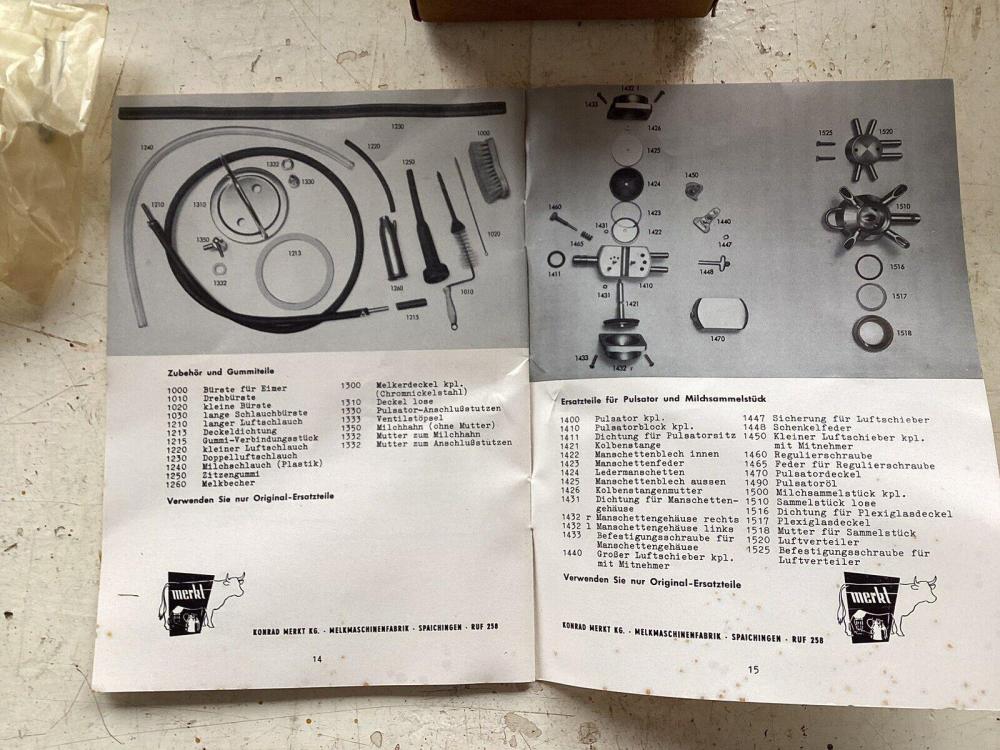 1230
1240
1220
1000
1332
1250
1330
1210
1310
1350
1213
1020
1332
1260
1010
1215
Zubehör und Gummiteile
1000 Bürste für Eimer
1010 Drehbürste
1020 kleine Bürste
1030 lange Schlauchbürste
1210 langer Luftschlauch
1213 Deckeldichtung
1215 Gummi-Verbindungsstück
1220 kleiner Luftschlauch
1230 Doppelluftschlauch
1240 Milchschlauch (Plastik)
1250 Zitzengummi
1260 Melkbecher
1300 Melkerdeckel kpl.
(Chromnickelstahl)
1310 Deckel lose
1330 Pulsator-Anschlußstutzen
1333 Ventilstöpsel
1350 Milchhahn (ohne Mutter)
1332 Mutter zum Milchhahn
1332 Mutter zum Anschlußstutzen
Verwenden Sie nur Original-Ersatzteile
merkt
KONRAD MERKT KG. · MELKMASCHINENFABRIK · SPAICHINGEN · RUF 258
14
1432 l
1433
1426
1425
1424
1423
1422
1460
1431
1465
1411
1410
1431
1421
1433
1432 r
1450
1440
1447
1448
1470
1525
1520
1510
1516
1517
1518
Ersatzteile für Pulsator und Milchsammelstück
1400 Pulsator kpl.
1410 Pulsatorblock kpl.
1411 Dichtung für Pulsatorsitz
1421 Kolbenstange
1422 Manschettenblech innen
1423 Manschettenfeder
1424 Ledermanschetten
1425 Manschettenblech aussen
1426 Kolbenstangenmutter
1431 Dichtung für Manschetten-
gehäuse
1432 r Manschettengehäuse rechts
1432 l Manschettengehäuse links
1433 Befestigungsschraube für
Manschettengehäuse
1440 Großer Luftschieber kpl.
mit Mitnehmer
1447 Sicherung für Luftschieber
1448 Schenkelfeder
1450 Kleiner Luftschieber kpl.
mit Mitnehmer
1460 Regulierschraube
1465 Feder für Regulierschraube
1470 Pulsatordeckel
1490 Pulsatoröl
1500 Milchsammelstück kpl.
1510 Sammelstück lose
1516 Dichtung für Plexiglasdeckel
1517 Plexiglasdeckel
1518 Mutter für Sammelstück
1520 Luftverteiler
1525 Befestigungsschraube für
Luftverteiler
Verwenden Sie nur Original-Ersatzteile
merkt
KONRAD MERKT KG. · MELKMASCHINENFABRIK · SPAICHINGEN · RUF 258
15